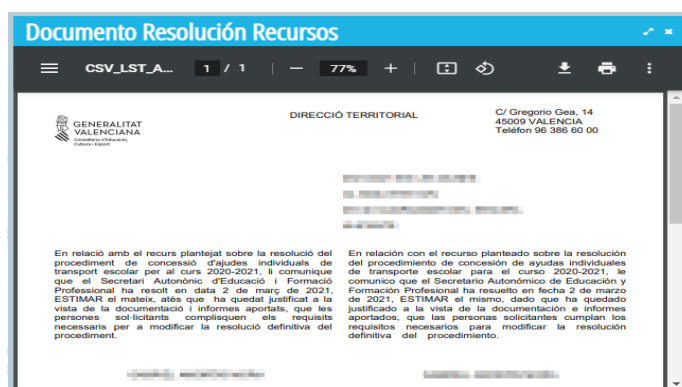 Documento Resolución Recursos
CSV_LST_A... 1 / 1 77%
GENERALITAT
VALENCIANA
Conselleria d'Educació,
Cultura i Esport
DIRECCIÓ TERRITORIAL
C/ Gregorio Gea, 14
45009 VALENCIA
Teléfon 96 386 60 00
En relació amb el recurs plantejat sobre la resolució del
procediment de concessió d'ajudes individuals de
transport escolar per al curs 2020-2021, li comunique
que el Secretari Autonòmic d'Educació i Formació
Professional ha resolt en data 2 de març de 2021,
ESTIMAR el mateix, atès que ha quedat justificat a la
vista de la documentació i informes aportats, que les
persones sol·licitants complisquen els requisits
necessaris per a modificar la resolució definitiva del
procediment.
En relación con el recurso planteado sobre la resolución
del procedimiento de concesión de ayudas individuales
de transporte escolar para el curso 2020-2021, le
comunico que el Secretario Autonómico de Educación y
Formación Profesional ha resuelto en fecha 2 de marzo
de 2021, ESTIMAR el mismo, dado que ha quedado
justificado a la vista de la documentación e informes
aportados, que las personas solicitantes cumplan los
requisitos necesarios para modificar la resolución
definitiva del procedimiento.